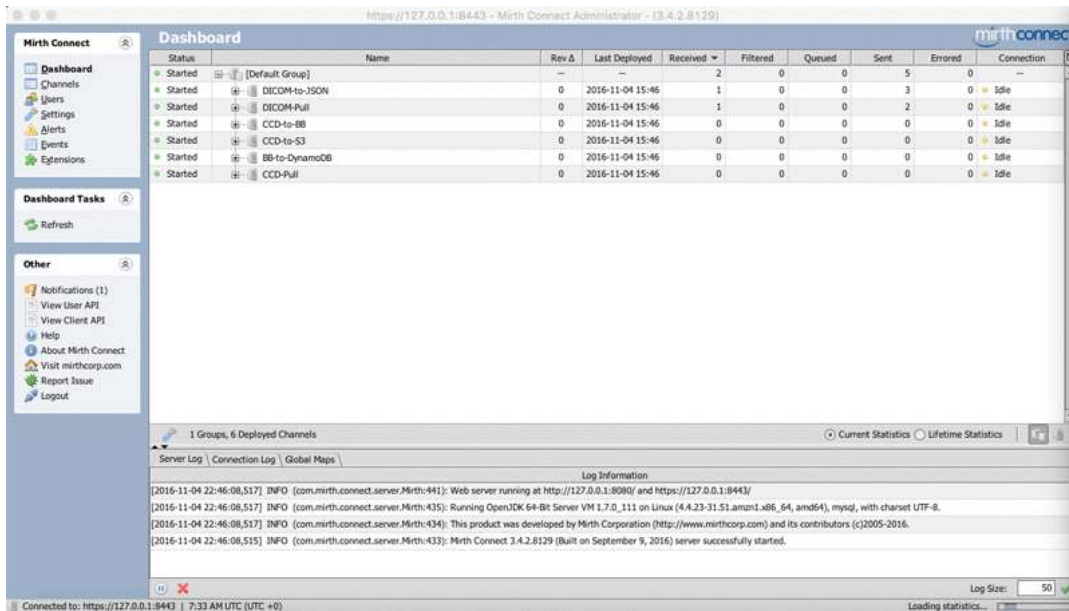 https://127.0.0.1:8443 - Mirth Connect Administrator - (3.4.2.8129)
Mirth Connect
Dashboard
Channels
Users
Settings
Alerts
Events
Extensions
Dashboard Tasks
Refresh
Other
Notifications (1)
View User API
View Client API
Help
About Mirth Connect
Visit mirthcorp.com
Report Issue
Logout
Dashboard
mirth connec
Status Name Rev Δ Last Deployed Received Filtered Queued Sent Errored Connection
Started [Default Group] -- -- 2 0 0 5 0 --
Started DICOM-to-JSON 0 2016-11-04 15:46 1 0 0 3 0 Idle
Started DICOM-Pull 0 2016-11-04 15:46 1 0 0 2 0 Idle
Started CCD-to-BB 0 2016-11-04 15:46 0 0 0 0 0 Idle
Started CCD-to-S3 0 2016-11-04 15:46 0 0 0 0 0 Idle
Started BB-to-DynamoDB 0 2016-11-04 15:46 0 0 0 0 0 Idle
Started CCD-Pull 0 2016-11-04 15:46 0 0 0 0 0 Idle
1 Groups, 6 Deployed Channels
Current Statistics Lifetime Statistics
Server Log Connection Log Global Maps
Log Information
[2016-11-04 22:46:08,517] INFO (com.mirth.connect.server.Mirth:441): Web server running at http://127.0.0.1:8080/ and https://127.0.0.1:8443/
[2016-11-04 22:46:08,517] INFO (com.mirth.connect.server.Mirth:435): Running OpenJDK 64-Bit Server VM 1.7.0_111 on Linux (4.4.23-31.51.amzn1.x86_64, amd64), mysql, with charset UTF-8.
[2016-11-04 22:46:08,517] INFO (com.mirth.connect.server.Mirth:434): This product was developed by Mirth Corporation (http://www.mirthcorp.com) and its contributors (c)2005-2016.
[2016-11-04 22:46:08,515] INFO (com.mirth.connect.server.Mirth:433): Mirth Connect 3.4.2.8129 (Built on September 9, 2016) server successfully started.
Log Size: 50
Connected to: https://127.0.0.1:8443 | 7:33 AM UTC (UTC +0)
Loading statistics...